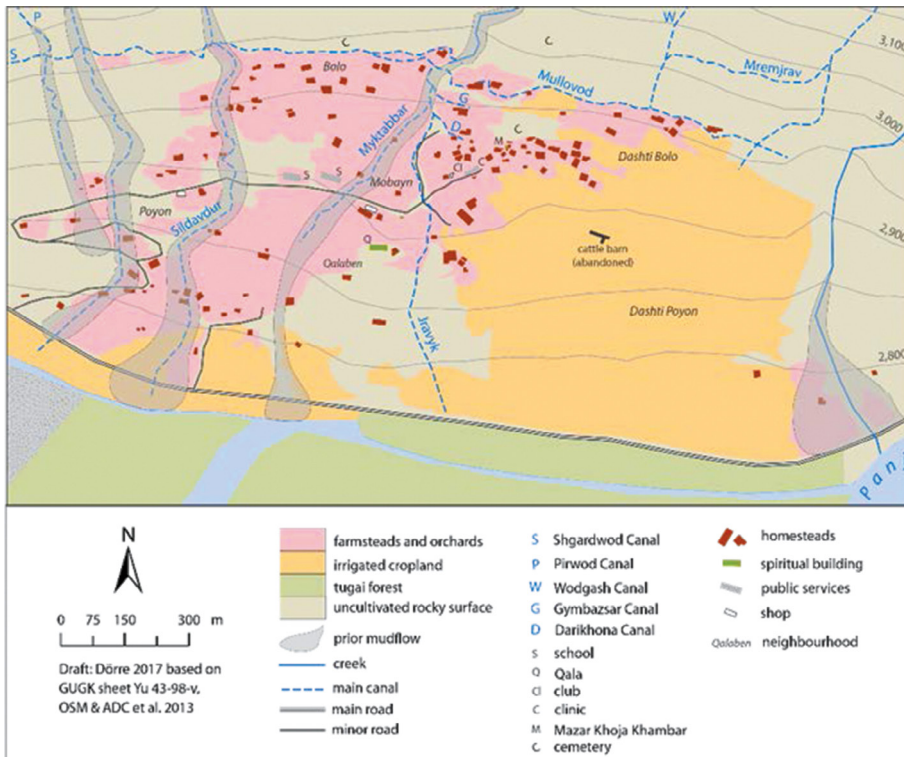 P
W
S
Bolo
3,100
Mullovod
Mremjrav
G
3,000
Myktabbar
D
M
Dashti Bolo
Cl
C
S
S
Mobayn
Poyon
Sildavdur
2,900
Q
cattle barn
(abandoned)
Qalaben
Jravyk
Dashti Poyon
2,800
Panj
N
0 75 150 300 m
Draft: Dörre 2017 based on
GUGK sheet Yu 43-98-v,
OSM & ADC et al. 2013
farmsteads and orchards
irrigated cropland
tugai forest
uncultivated rocky surface
prior mudflow
creek
main canal
main road
minor road
S Shgardwod Canal
P Pirwod Canal
W Wodgash Canal
G Gymbazsar Canal
D Darikhona Canal
S school
Q Qala
Cl club
C clinic
M Mazar Khoja Khambar
cemetery
homesteads
spiritual building
public services
shop
Qalaben neighbourhood